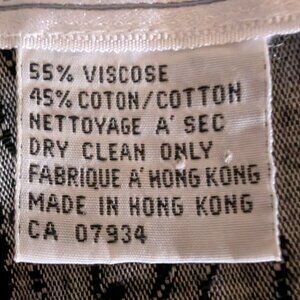 55% VISCOSE
45% COTON/COTTON
NETTOYAGE A' SEC
DRY CLEAN ONLY
FABRIQUE A' HONG KONG
MADE IN HONG KONG
CA 07934